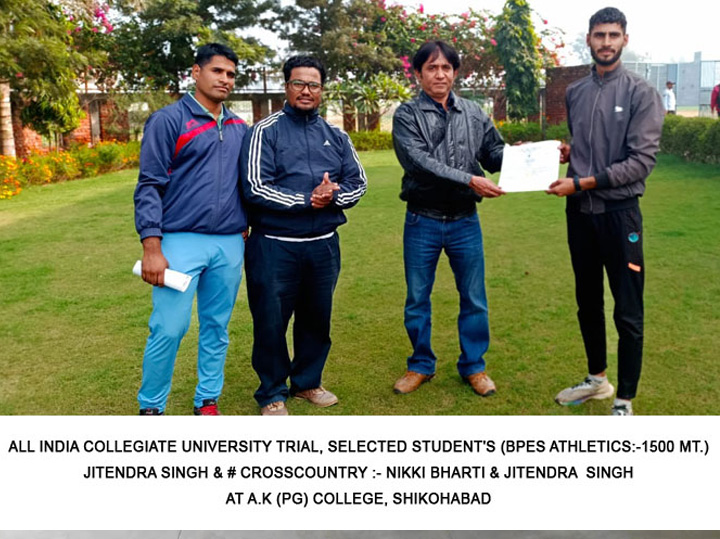 ALL INDIA COLLEGIATE UNIVERSITY TRIAL, SELECTED STUDENT'S (BPES ATHLETICS:-1500 MT.)
JITENDRA SINGH & # CROSSCOUNTRY :- NIKKI BHARTI & JITENDRA SINGH
AT A.K (PG) COLLEGE, SHIKOHABAD